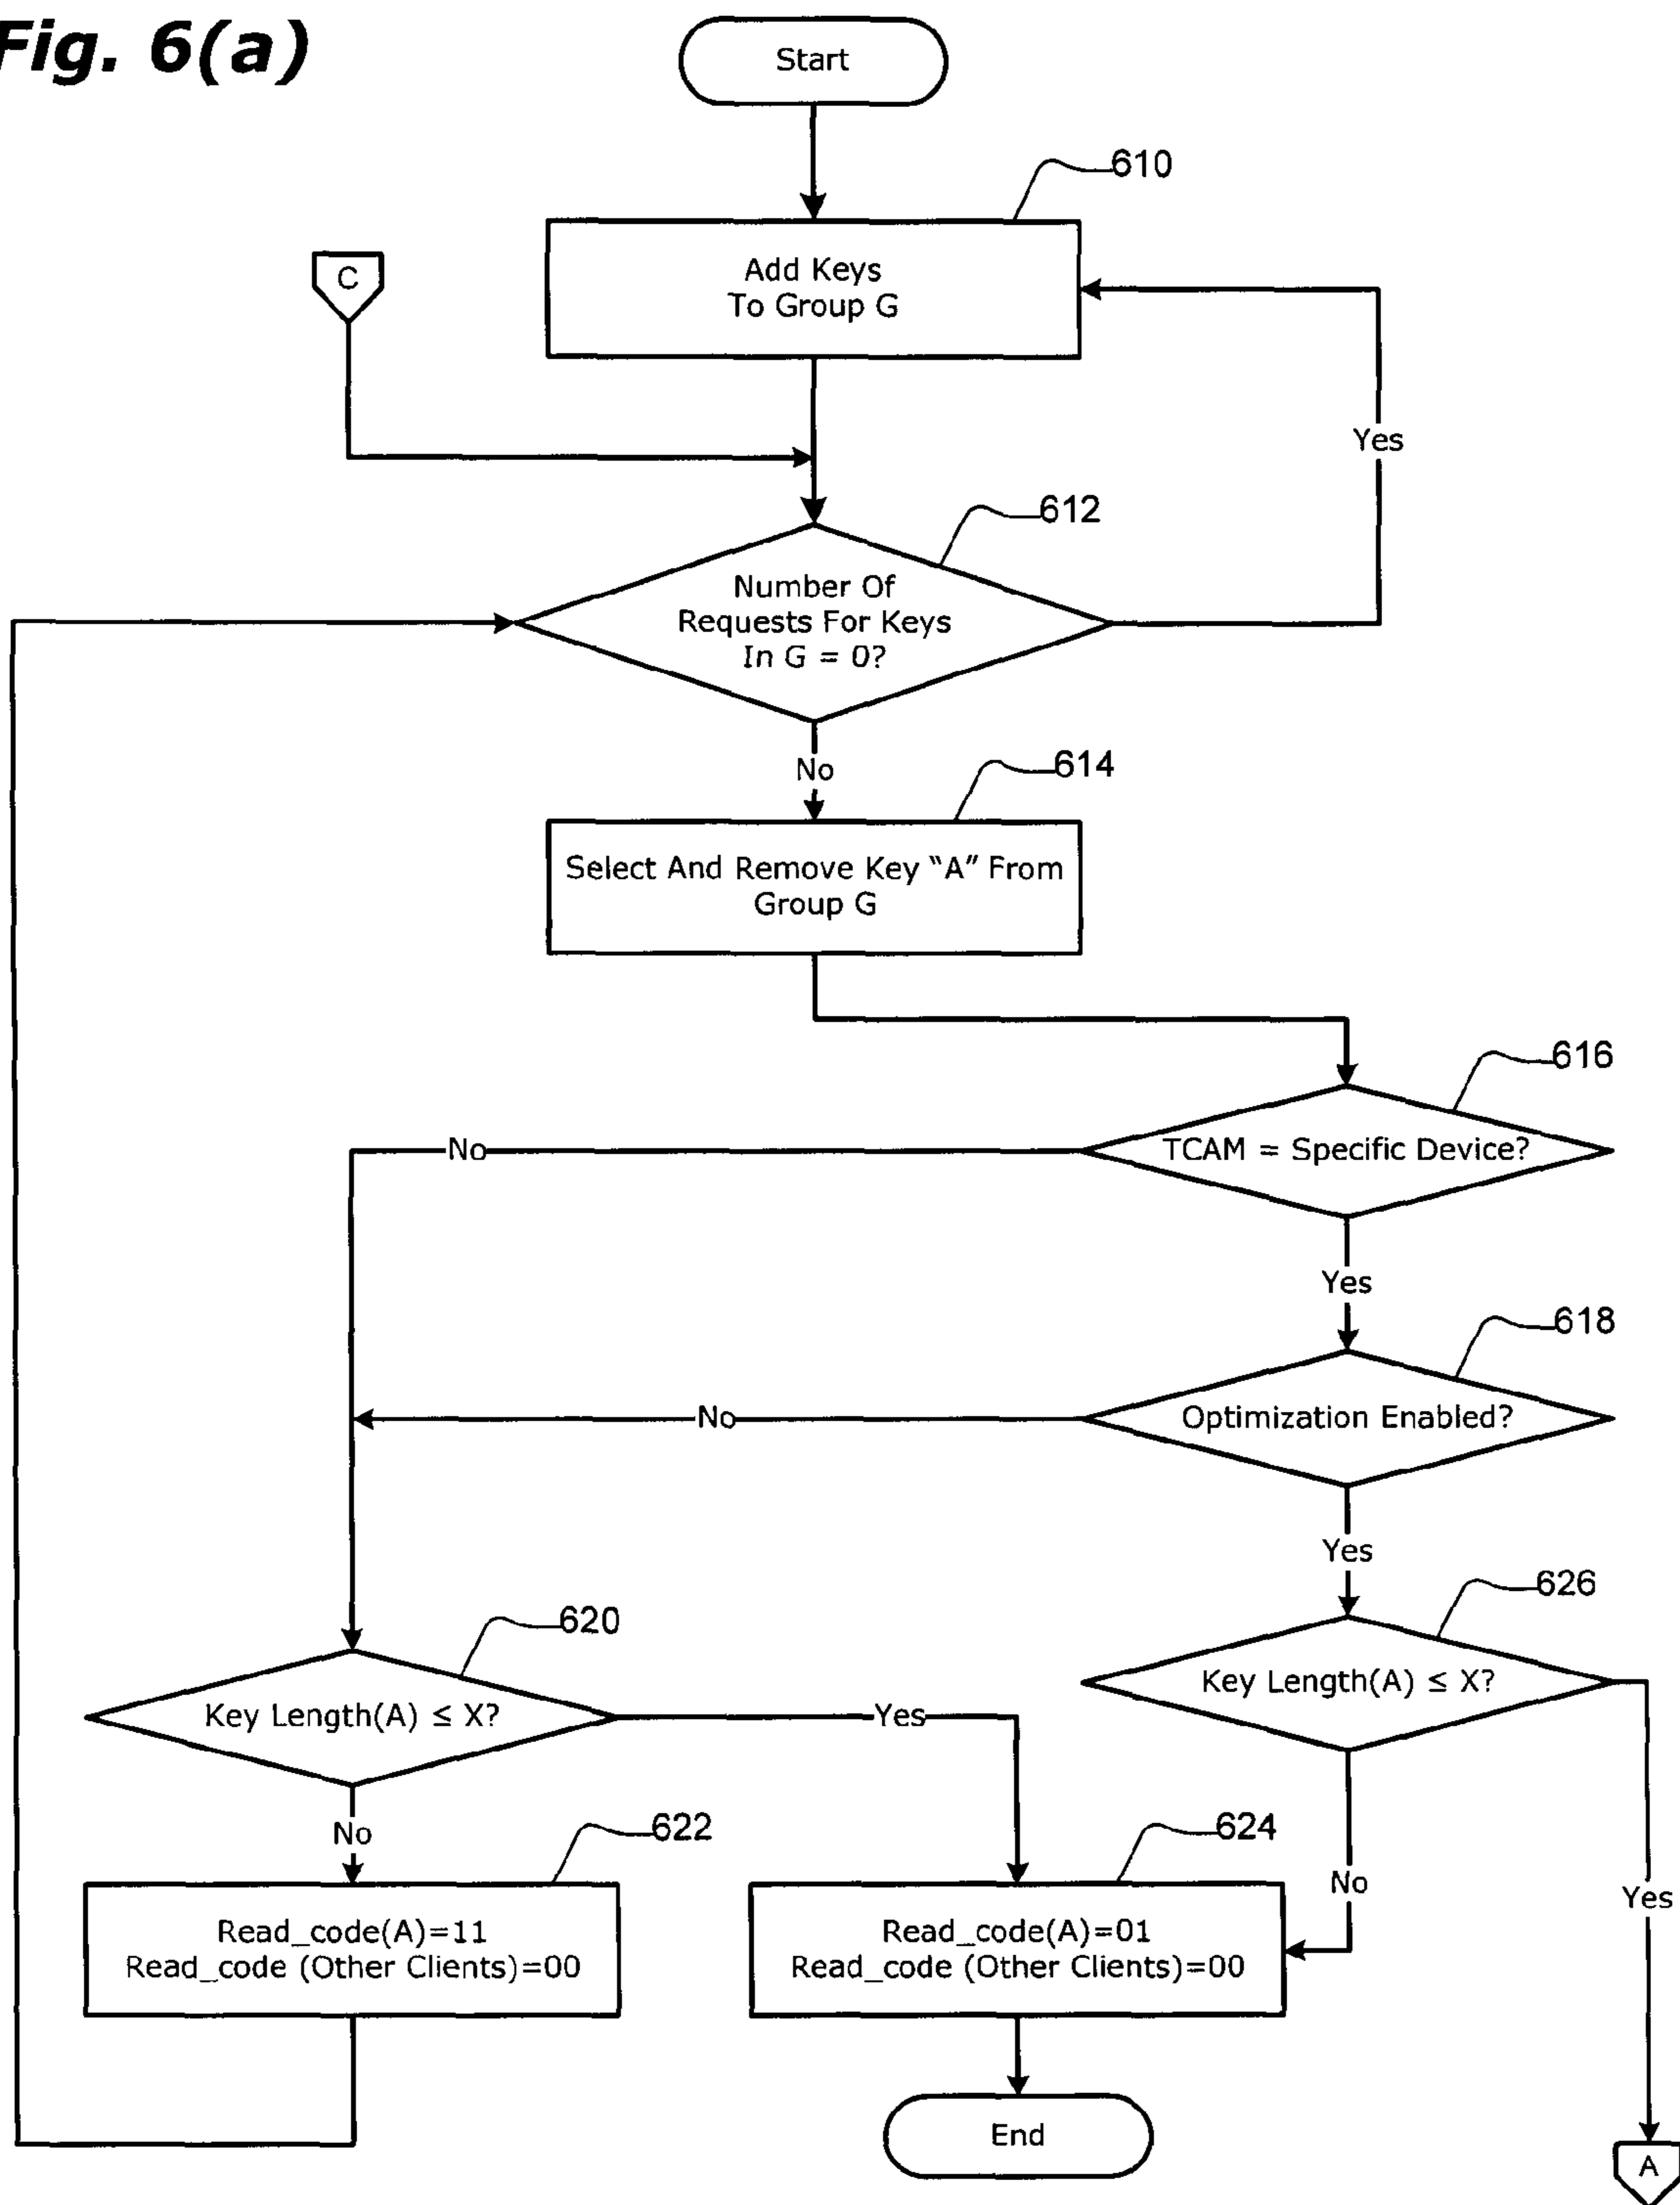 Fig. 6(a)
Start
610
Add Keys
To Group G
C
Yes
612
Number Of
Requests For Keys
In G = 0?
No
614
Select And Remove Key “A” From
Group G
616
TCAM = Specific Device?
No
Yes
618
Optimization Enabled?
No
Yes
626
Key Length(A) ≤ X?
620
Key Length(A) ≤ X?
Yes
No
622
624
No
Yes
Read_code(A)=11
Read_code (Other Clients)=00
Read_code(A)=01
Read_code (Other Clients)=00
End
A